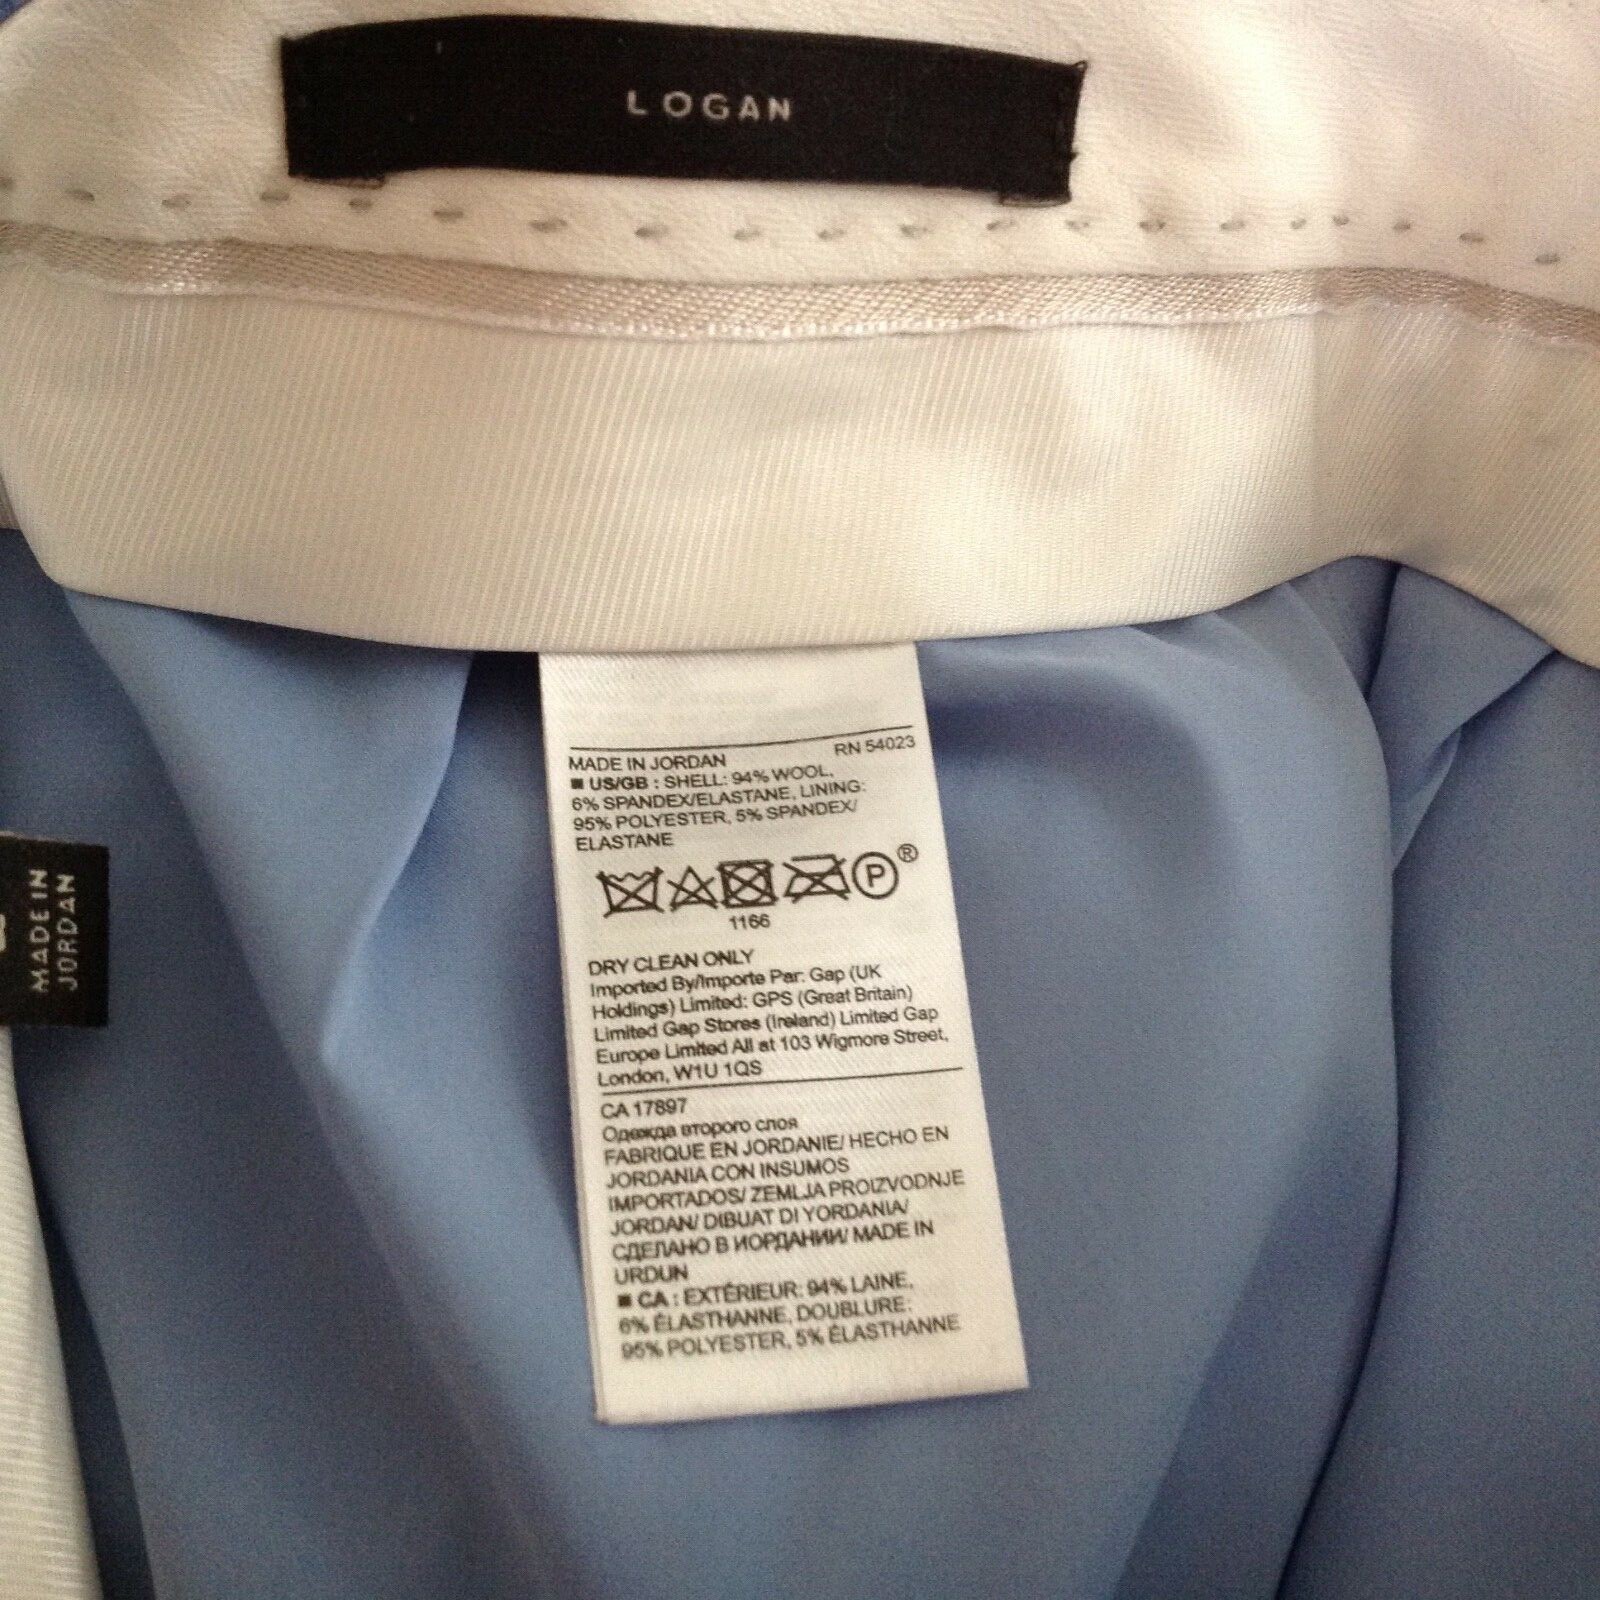 LOGAN
MADE IN JORDAN RN 54023
■ US/GB : SHELL: 94% WOOL,
6% SPANDEX/ELASTANE, LINING:
95% POLYESTER, 5% SPANDEX/
ELASTANE
P ®
1166
DRY CLEAN ONLY
Imported By/Importe Par: Gap (UK
Holdings) Limited: GPS (Great Britain)
Limited Gap Stores (Ireland) Limited Gap
Europe Limited All at 103 Wigmore Street,
London, W1U 1QS
CA 17897
Одежда второго слоя
FABRIQUE EN JORDANIE/ HECHO EN
JORDANIA CON INSUMOS
IMPORTADOS/ ZEMLJA PROIZVODNJE
JORDAN/ DIBUAT DI YORDANIA/
СДЕЛАНО В ИОРДАНИИ/ MADE IN
URDUN
■ CA : EXTÉRIEUR: 94% LAINE,
6% ÉLASTHANNE, DOUBLURE:
95% POLYESTER, 5% ÉLASTHANNE
MADE IN
JORDAN